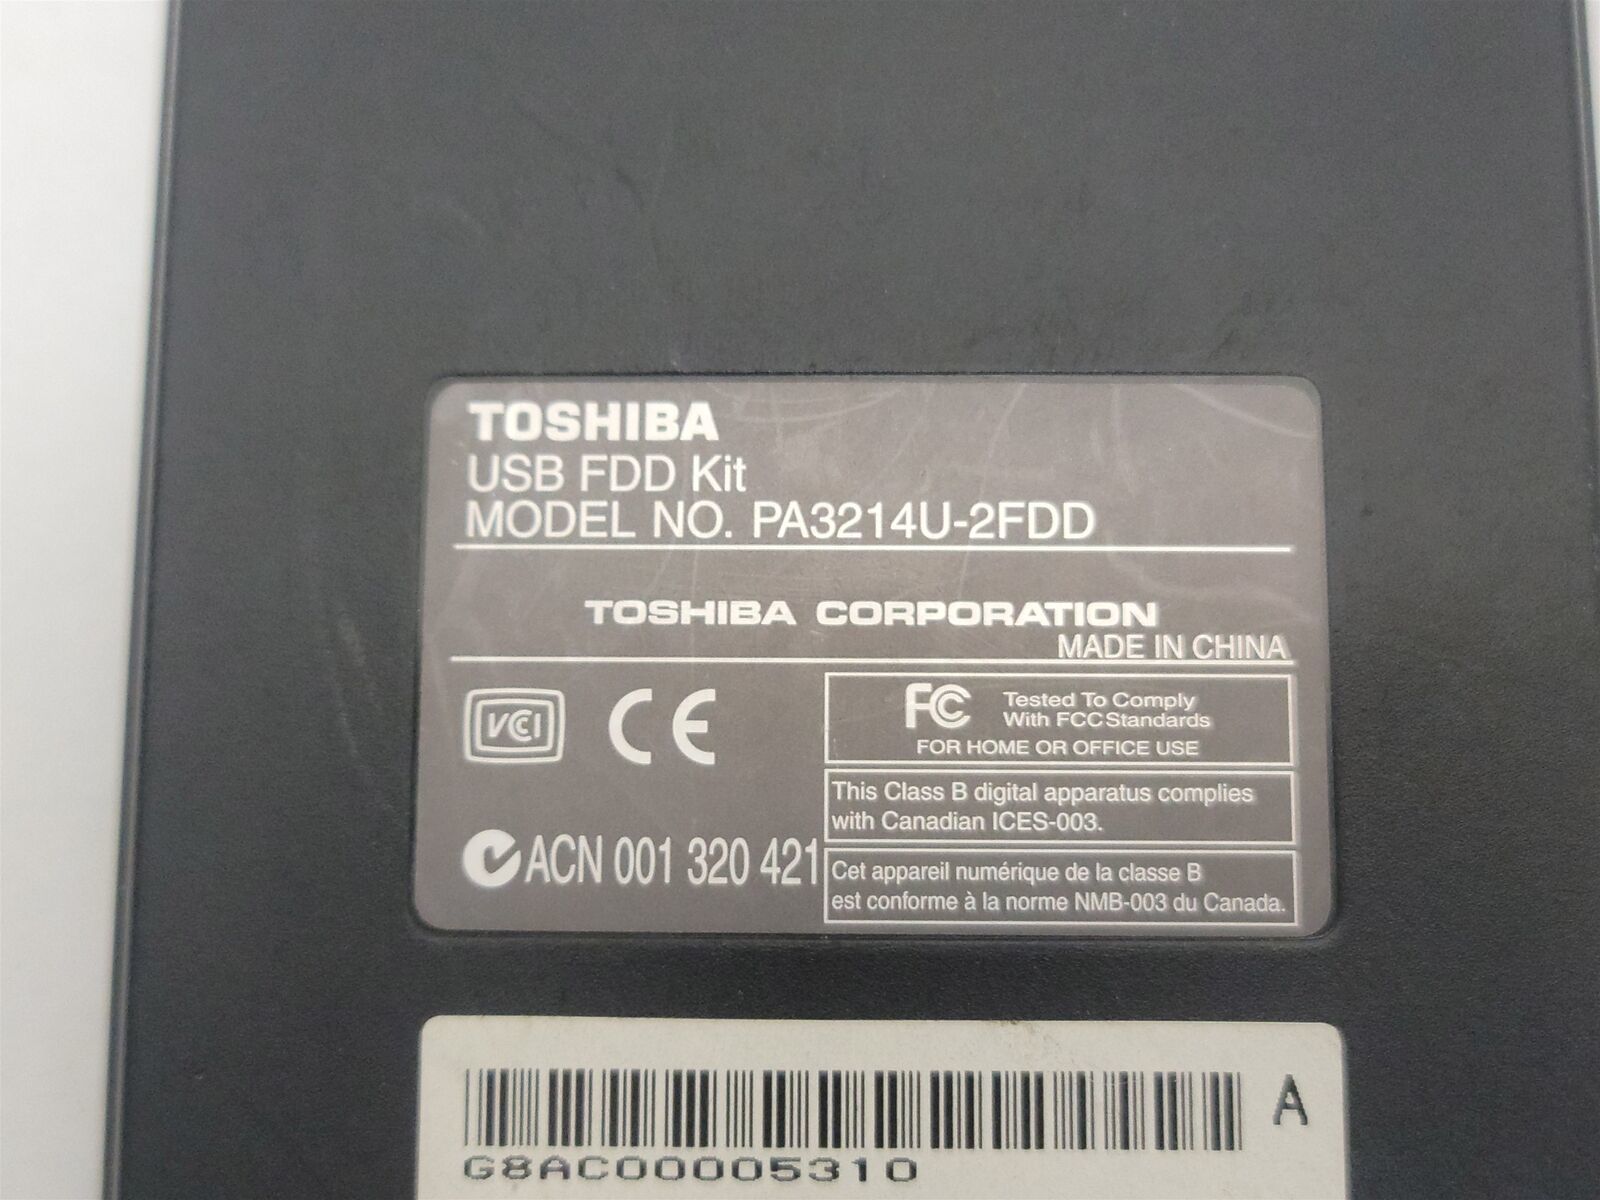 TOSHIBA
USB FDD Kit
MODEL NO. PA3214U-2FDD
TOSHIBA CORPORATION
MADE IN CHINA
VCI
CE
FC Tested To Comply
With FCC Standards
FOR HOME OR OFFICE USE
This Class B digital apparatus complies
with Canadian ICES-003.
ACN 001 320 421
Cet appareil numérique de la classe B
est conforme à la norme NMB-003 du Canada.
A
G8AC00005310